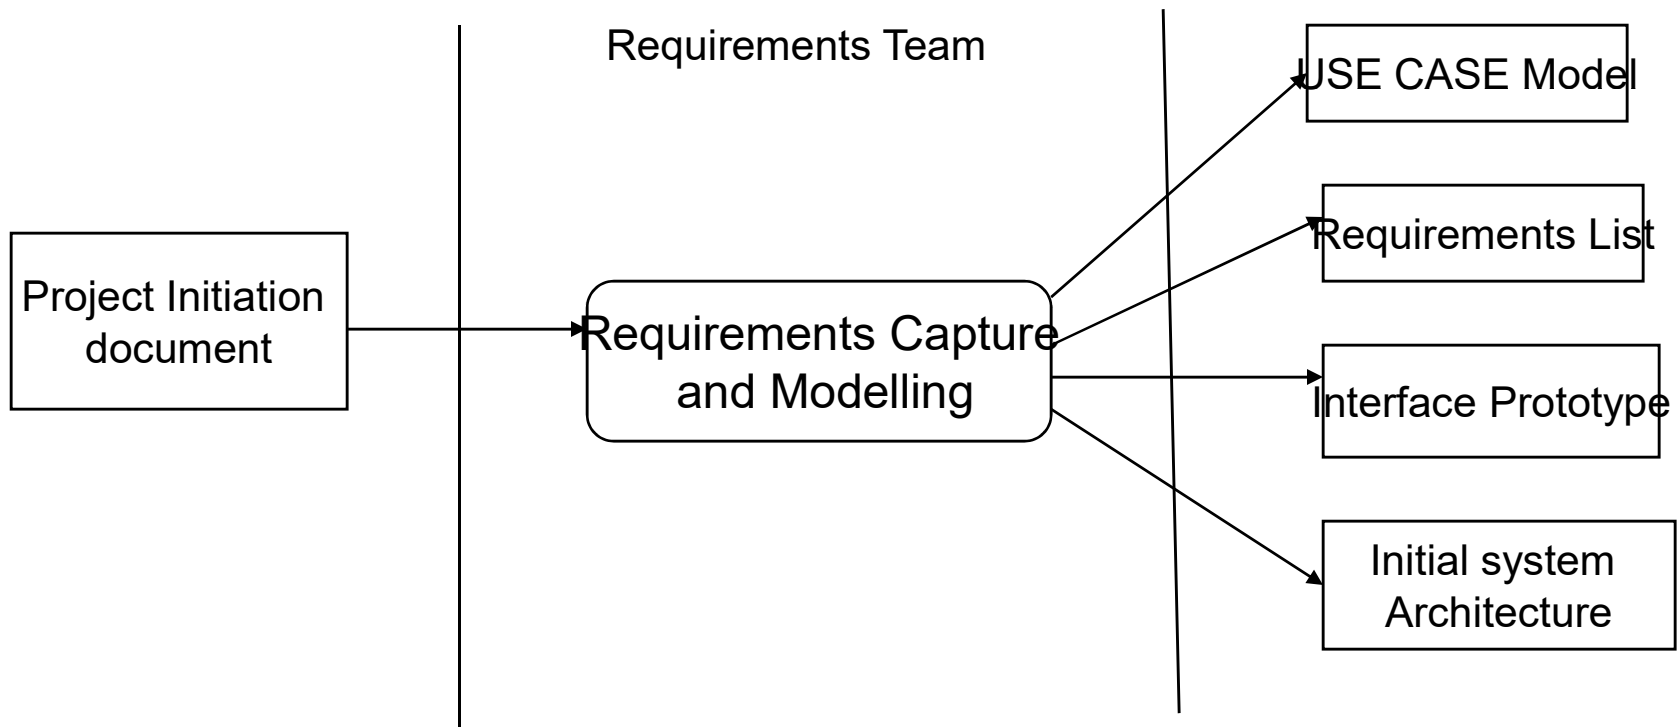 Requirements Team
Project Initiation
document
Requirements Capture
and Modelling
USE CASE Model
Requirements List
Interface Prototype
Initial system
Architecture